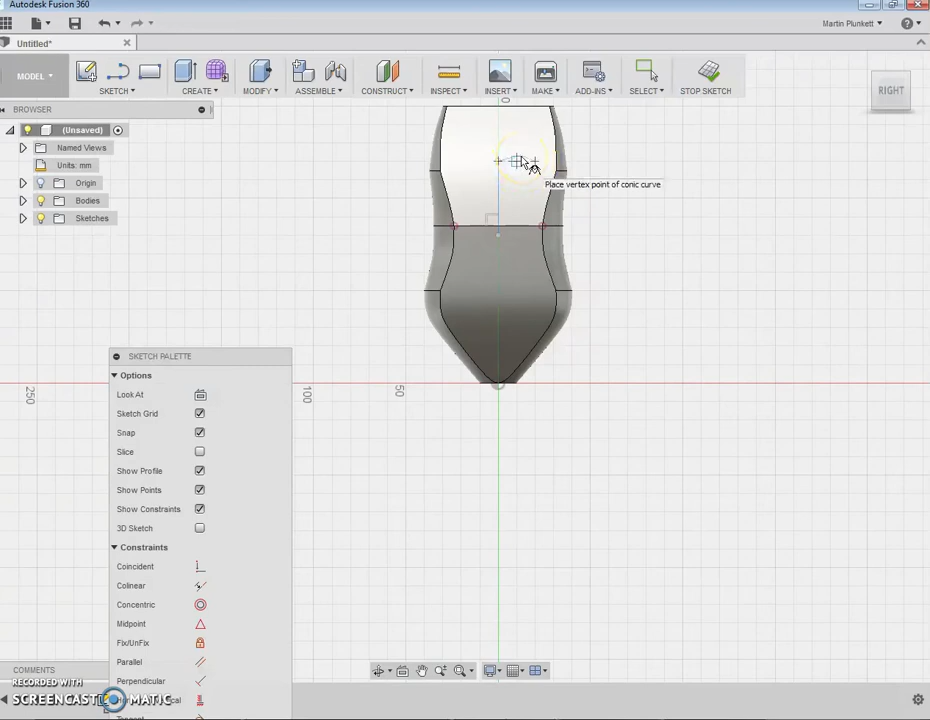 Autodesk Fusion 360
Martin Plunkett
Untitled*
MODEL
SKETCH
CREATE
MODIFY
ASSEMBLE
CONSTRUCT
INSPECT
INSERT
MAKE
ADD-INS
SELECT
STOP SKETCH
RIGHT
BROWSER
(Unsaved)
Named Views
Units: mm
Origin
Bodies
Sketches
Place vertex point of conic curve
250
100
50
SKETCH PALETTE
Options
Look At
Sketch Grid
Snap
Slice
Show Profile
Show Points
Show Constraints
3D Sketch
Constraints
Coincident
Colinear
Concentric
Midpoint
Fix/UnFix
Parallel
Perpendicular
COMMENTS
RECORDED WITH
SCREENCAST MATIC